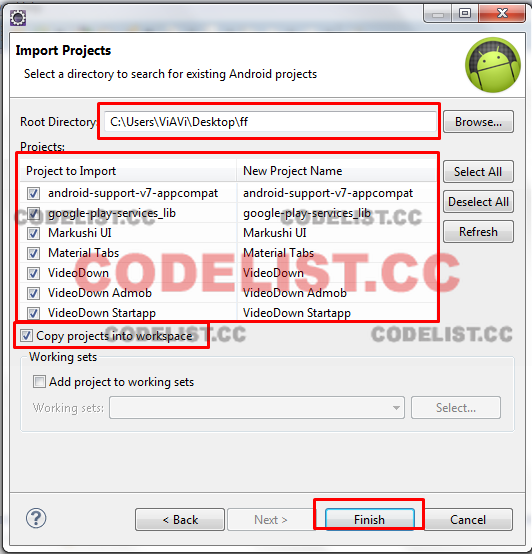 Import Projects
Select a directory to search for existing Android projects
Root Directory: C:\Users\ViAVi\Desktop\ff Browse...
Projects:
Project to Import New Project Name Select All
android-support-v7-appcompat android-support-v7-appcompat
google-play-services_lib google-play-services_lib Deselect All
CODELIST.CC CODELIST.CC
Markushi UI Markushi UI Refresh
Material Tabs Material Tabs
VideoDown VideoDown
CODELIST.CC
VideoDown Admob VideoDown Admob
VideoDown Startapp VideoDown Startapp
Copy projects into workspace
CODELIST.CC CODELIST.CC
Working sets
Add project to working sets
Working sets: Select...
? < Back Next > Finish Cancel